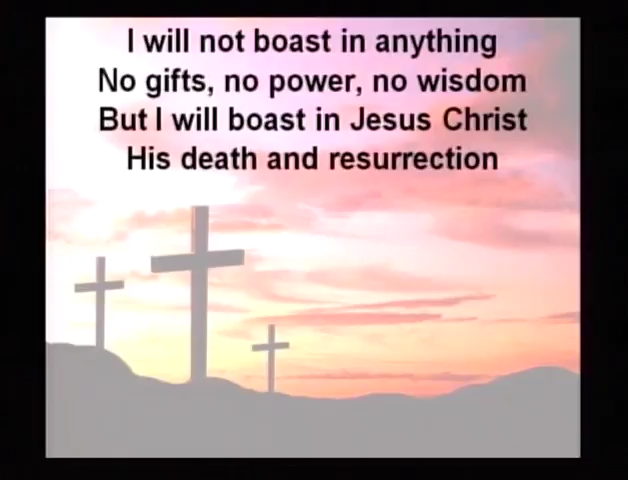 I will not boast in anything
No gifts, no power, no wisdom
But I will boast in Jesus Christ
His death and resurrection